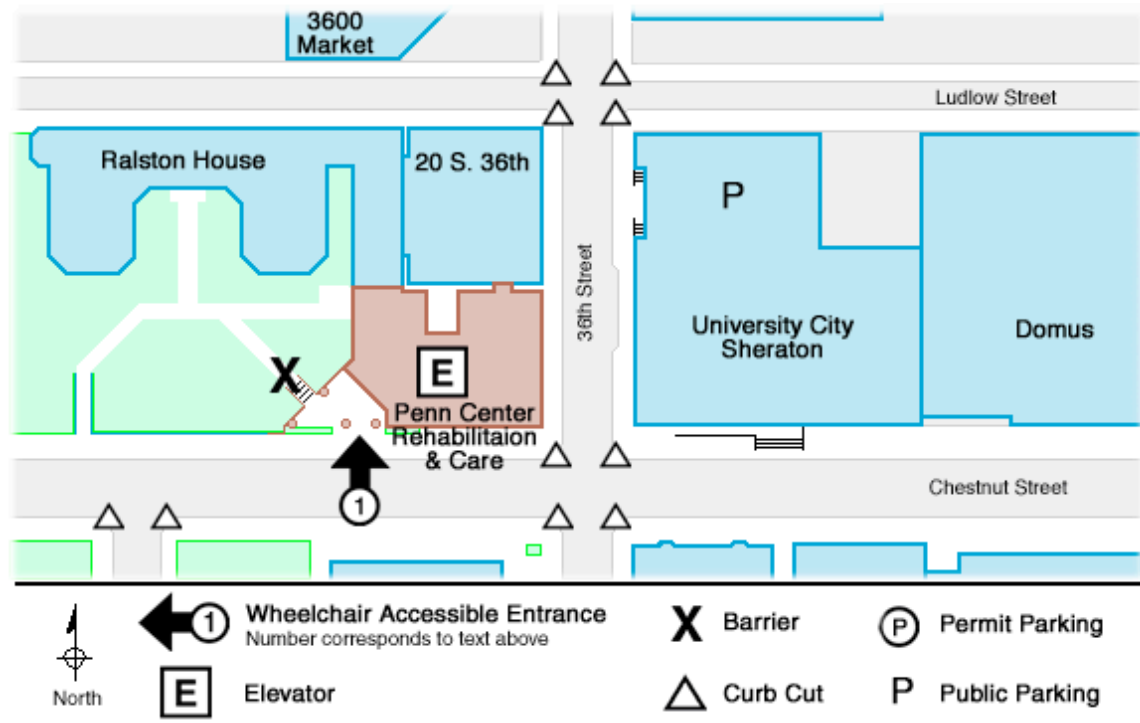 3600
Market
Ludlow Street
Ralston House
20 S. 36th
P
36th Street
University City
Sheraton
Domus
X
E
Penn Center
Rehabilitaion
& Care
Chestnut Street
1
1
Wheelchair Accessible Entrance
Number corresponds to text above
X
Barrier
P
Permit Parking
North
E
Elevator
Curb Cut
P
Public Parking